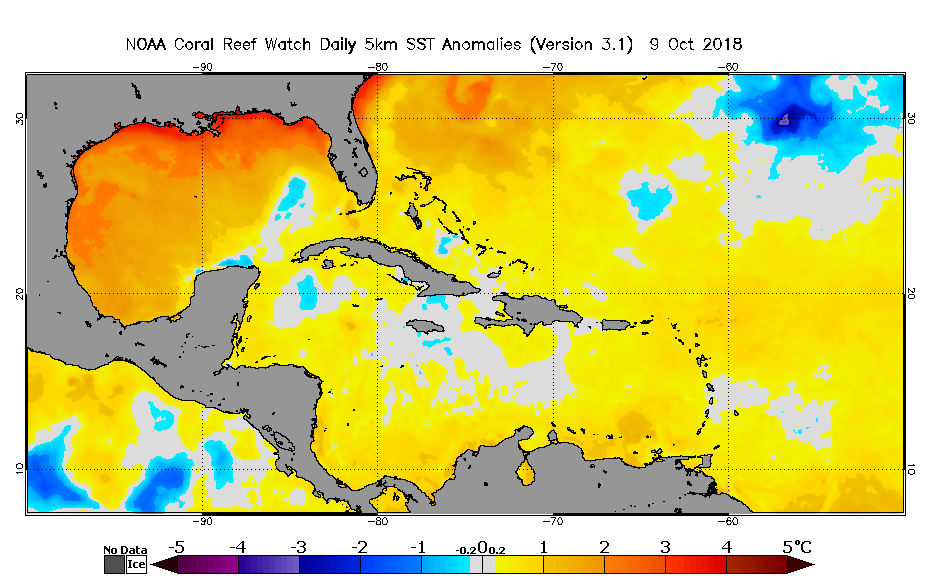 NOAA Coral Reef Watch Daily 5km SST Anomalies (Version 3.1) 9 Oct 2018
-90 -80 -70 -60
30 30
20 20
10 10
-90 -80 -70 -60
No Data Ice -5 -4 -3 -2 -1 -0.2 0 0.2 1 2 3 4 5°C